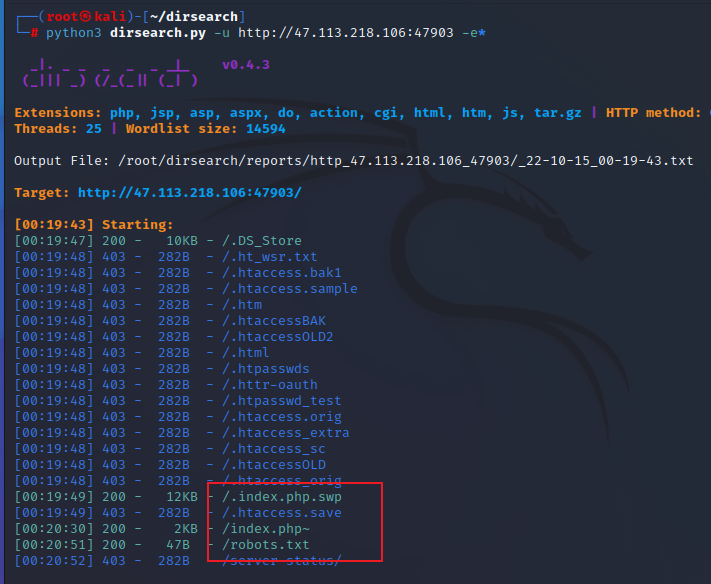 ┌──(root㉿kali)-[~/dirsearch]
└─# python3 dirsearch.py -u http://47.113.218.106:47903 -e*
_|. _ _ _ _ _ _|_ v0.4.3
(_||| _) (/_(_|| (_| )
Extensions: php, jsp, asp, aspx, do, action, cgi, html, htm, js, tar.gz | HTTP method:
Threads: 25 | Wordlist size: 14594
Output File: /root/dirsearch/reports/http_47.113.218.106_47903/_22-10-15_00-19-43.txt
Target: http://47.113.218.106:47903/
[00:19:43] Starting:
[00:19:47] 200 - 10KB - /.DS_Store
[00:19:48] 403 - 282B - /.ht_wsr.txt
[00:19:48] 403 - 282B - /.htaccess.bak1
[00:19:48] 403 - 282B - /.htaccess.sample
[00:19:48] 403 - 282B - /.htm
[00:19:48] 403 - 282B - /.htaccessBAK
[00:19:48] 403 - 282B - /.htaccessOLD2
[00:19:48] 403 - 282B - /.html
[00:19:48] 403 - 282B - /.htpasswds
[00:19:48] 403 - 282B - /.httr-oauth
[00:19:48] 403 - 282B - /.htpasswd_test
[00:19:48] 403 - 282B - /.htaccess.orig
[00:19:48] 403 - 282B - /.htaccess_extra
[00:19:48] 403 - 282B - /.htaccess_sc
[00:19:48] 403 - 282B - /.htaccessOLD
[00:19:48] 403 - 282B - /.htaccess_orig
[00:19:49] 200 - 12KB - /.index.php.swp
[00:19:49] 403 - 282B - /.htaccess.save
[00:20:30] 200 - 2KB - /index.php~
[00:20:51] 200 - 47B - /robots.txt
[00:20:52] 403 - 282B - /server-status/